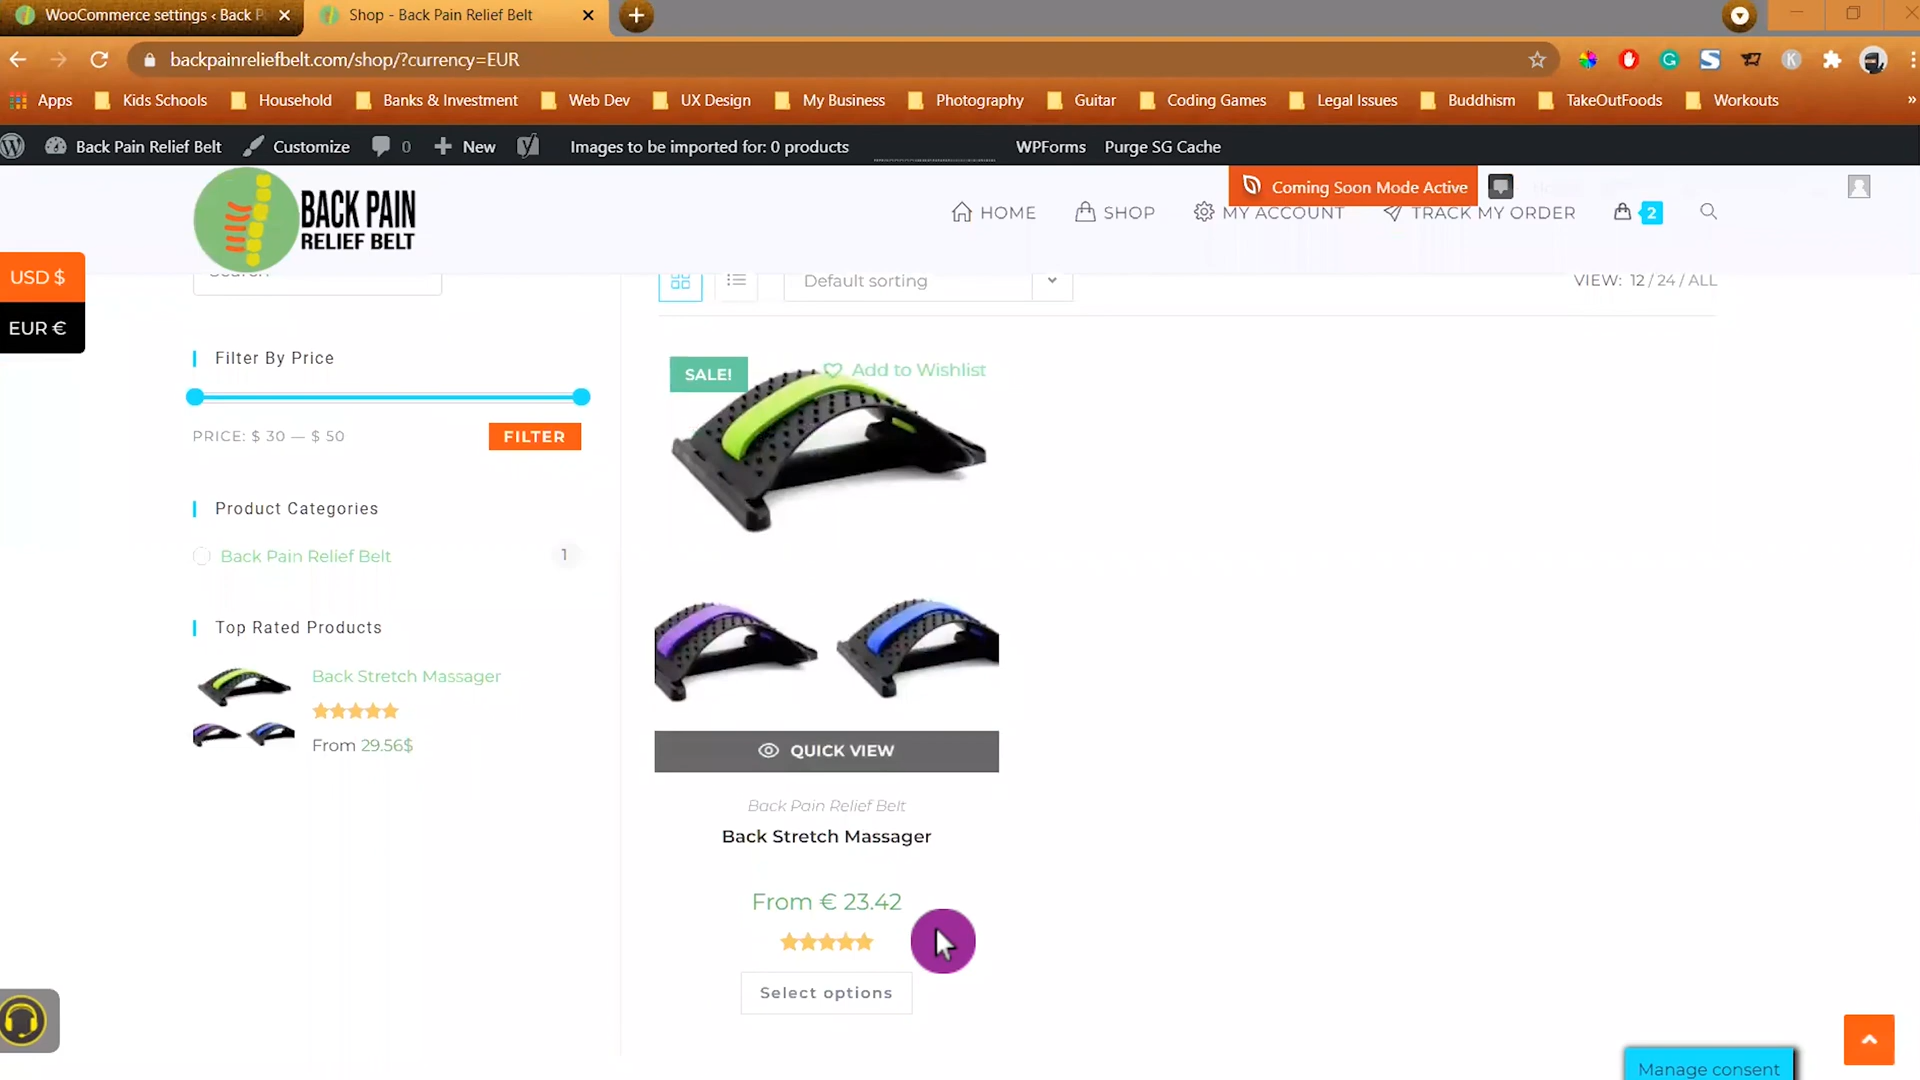 WooCommerce settings ‹ Back P
Shop - Back Pain Relief Belt
backpainreliefbelt.com/shop/?currency=EUR
Apps Kids Schools Household Banks & Investment Web Dev UX Design My Business Photography Guitar Coding Games Legal Issues Buddhism TakeOutFoods Workouts »
Back Pain Relief Belt Customize 0 New Images to be imported for: 0 products WPForms Purge SG Cache
Coming Soon Mode Active
BACK PAIN
RELIEF BELT
HOME SHOP MY ACCOUNT TRACK MY ORDER 2
USD $
EUR €
Default sorting
VIEW: 12 / 24 / ALL
Filter By Price
PRICE: $ 30 — $ 50
FILTER
Product Categories
Back Pain Relief Belt 1
Top Rated Products
Back Stretch Massager
From 29.56$
SALE!
Add to Wishlist
QUICK VIEW
Back Pain Relief Belt
Back Stretch Massager
From € 23.42
Select options
Manage consent